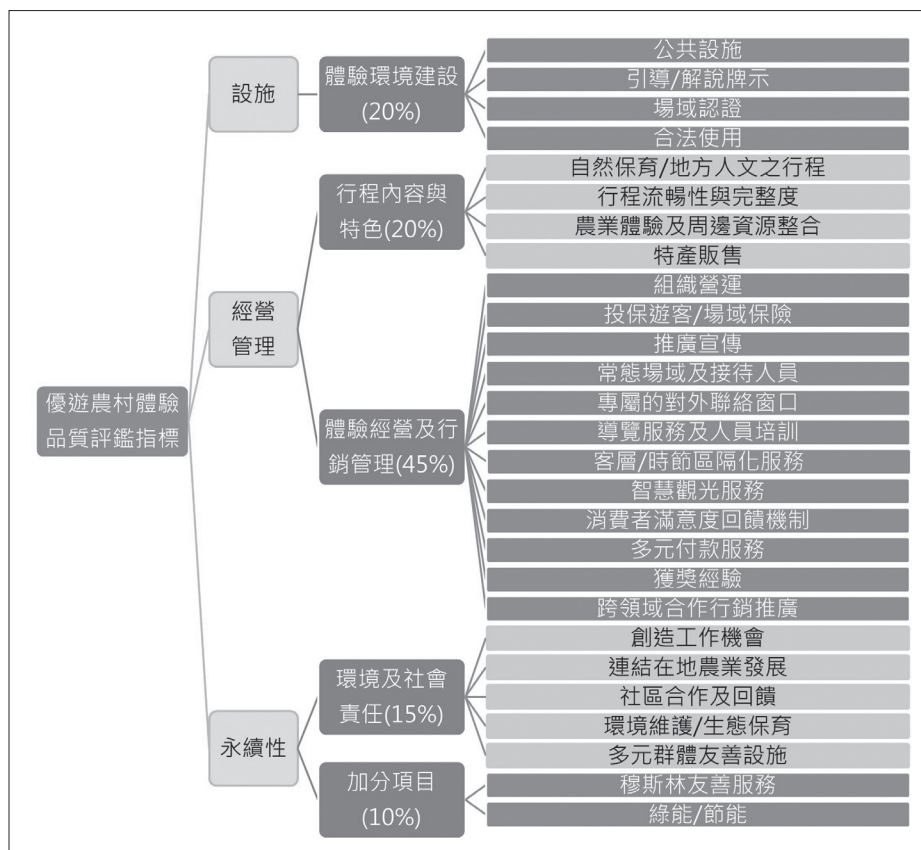 優遊農村體驗
品質評鑑指標
設施
體驗環境建設
(20%)
公共設施
引導/解說牌示
場域認證
合法使用
經營
管理
行程內容與
特色(20%)
自然保育/地方人文之行程
行程流暢性與完整度
農業體驗及周邊資源整合
特產販售
體驗經營及行
銷管理(45%)
組織營運
投保遊客/場域保險
推廣宣傳
常態場域及接待人員
專屬的對外聯絡窗口
導覽服務及人員培訓
客層/時節區隔化服務
智慧觀光服務
消費者滿意度回饋機制
多元付款服務
獲獎經驗
跨領域合作行銷推廣
永續性
環境及社會
責任(15%)
創造工作機會
連結在地農業發展
社區合作及回饋
環境維護/生態保育
多元群體友善設施
加分項目
(10%)
穆斯林友善服務
綠能/節能